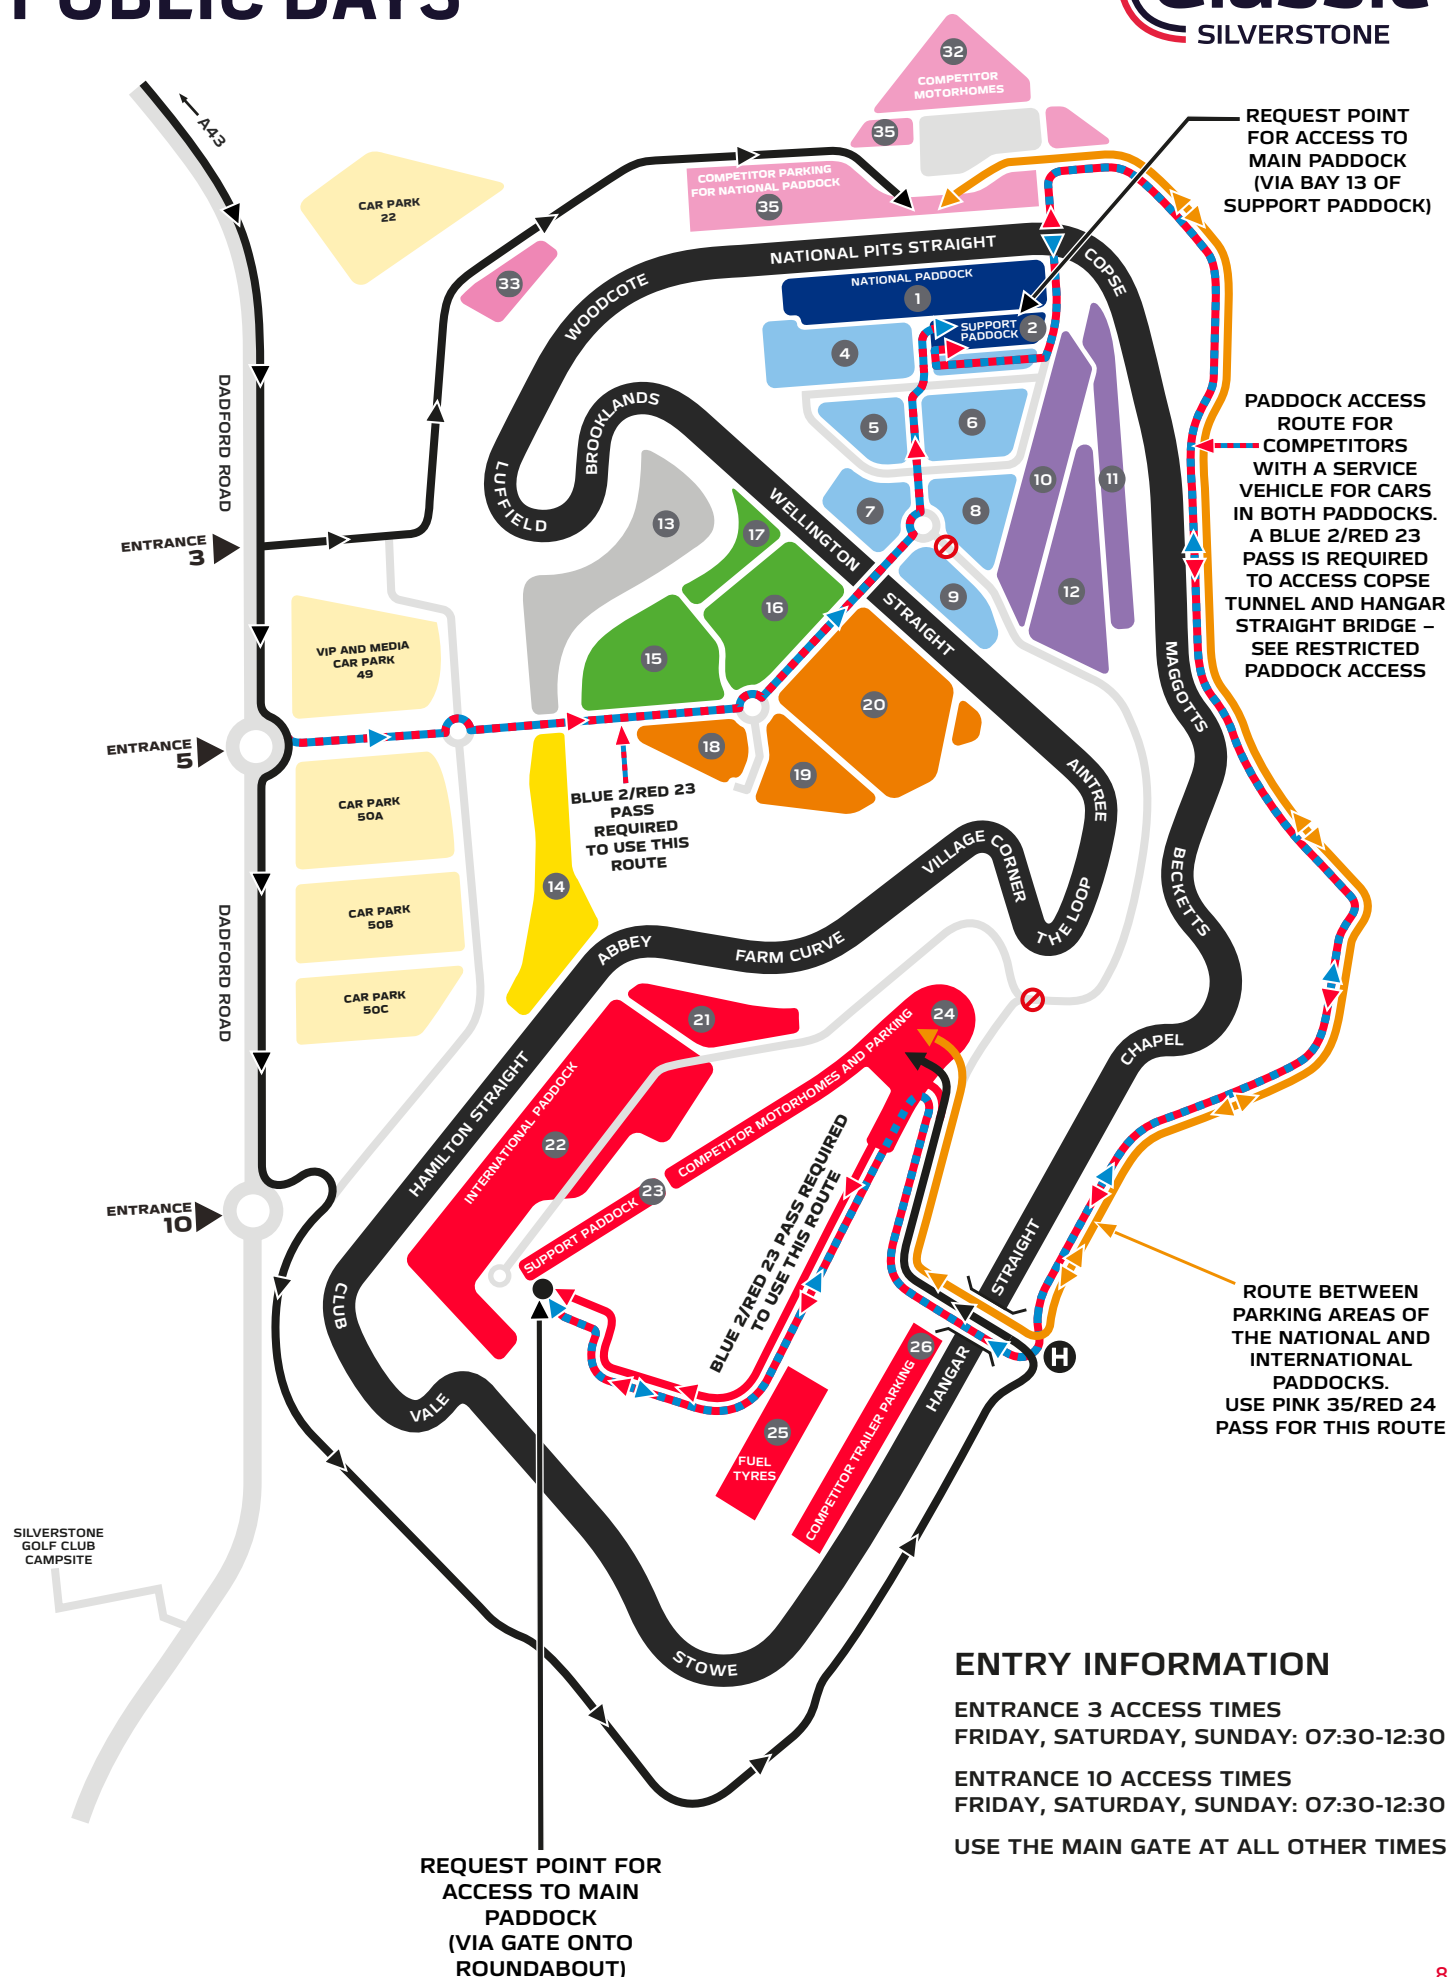 PUBLIC DAYS
Classic
SILVERSTONE
A43
32
COMPETITOR
MOTORHOMES
35
REQUEST POINT
FOR ACCESS TO
MAIN PADDOCK
(VIA BAY 13 OF
SUPPORT PADDOCK)
COMPETITOR PARKING
FOR NATIONAL PADDOCK
35
CAR PARK
22
33
NATIONAL PITS STRAIGHT
COPSE
WOODCOTE
NATIONAL PADDOCK
1
SUPPORT
PADDOCK
2
4
5
6
7
8
9
10
11
12
DADFORD ROAD
BROOKLANDS
LUFFIELD
WELLINGTON
STRAIGHT
PADDOCK ACCESS
ROUTE FOR
COMPETITORS
WITH A SERVICE
VEHICLE FOR CARS
IN BOTH PADDOCKS.
A BLUE 2/RED 23
PASS IS REQUIRED
TO ACCESS COPSE
TUNNEL AND HANGAR
STRAIGHT BRIDGE –
SEE RESTRICTED
PADDOCK ACCESS
ENTRANCE
3
13
17
16
15
VIP AND MEDIA
CAR PARK
49
MAGGOTTS
ENTRANCE
5
18
19
20
AINTREE
BLUE 2/RED 23
PASS
REQUIRED
TO USE THIS
ROUTE
CAR PARK
50A
14
VILLAGE
CORNER
THE LOOP
BECKETTS
CAR PARK
50B
DADFORD ROAD
ABBEY
FARM CURVE
CAR PARK
50C
21
24
CHAPEL
HAMILTON STRAIGHT
INTERNATIONAL PADDOCK
22
COMPETITOR MOTORHOMES AND PARKING
SUPPORT PADDOCK
23
BLUE 2/RED 23 PASS REQUIRED
TO USE THIS ROUTE
ENTRANCE
10
CLUB
STRAIGHT
ROUTE BETWEEN
PARKING AREAS OF
THE NATIONAL AND
INTERNATIONAL
PADDOCKS.
USE PINK 35/RED 24
PASS FOR THIS ROUTE
H
26
COMPETITOR TRAILER PARKING
HANGAR
VALE
25
FUEL
TYRES
SILVERSTONE
GOLF CLUB
CAMPSITE
STOWE
ENTRY INFORMATION
ENTRANCE 3 ACCESS TIMES
FRIDAY, SATURDAY, SUNDAY: 07:30-12:30
ENTRANCE 10 ACCESS TIMES
FRIDAY, SATURDAY, SUNDAY: 07:30-12:30
USE THE MAIN GATE AT ALL OTHER TIMES
REQUEST POINT FOR
ACCESS TO MAIN
PADDOCK
(VIA GATE ONTO
ROUNDABOUT)
8